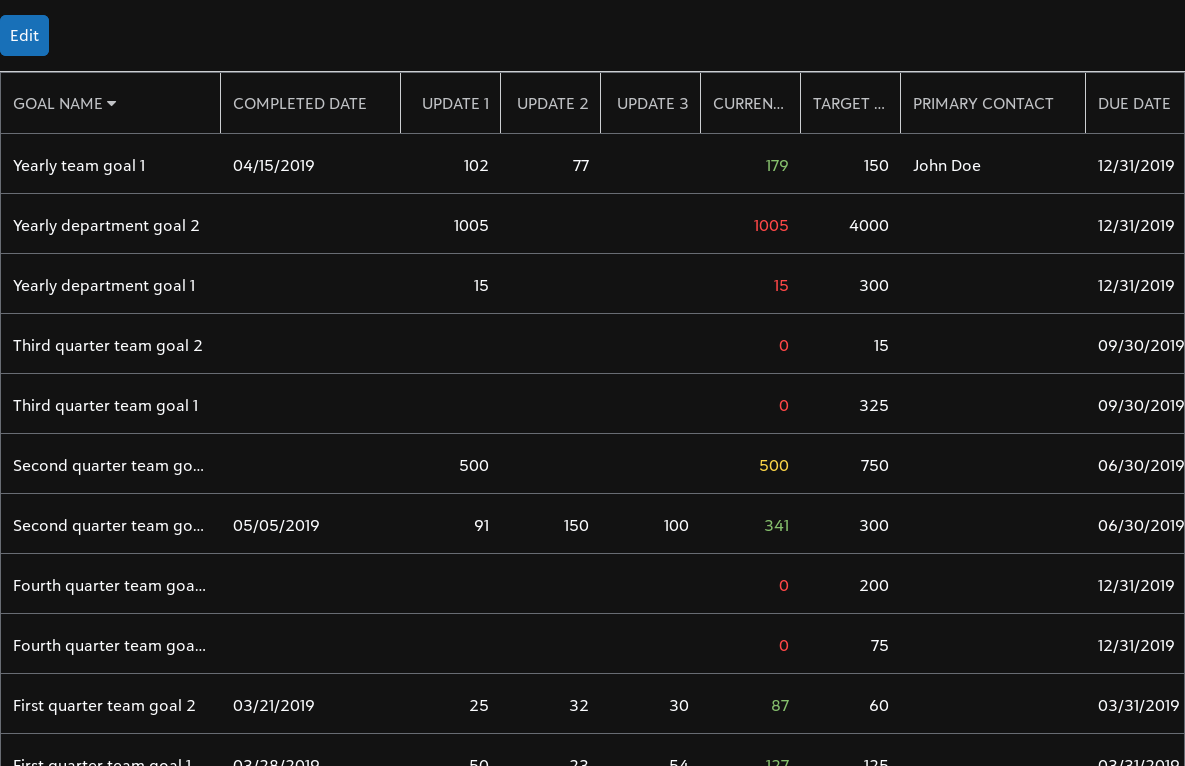 Edit
GOAL NAME COMPLETED DATE UPDATE 1 UPDATE 2 UPDATE 3 CURREN... TARGET ... PRIMARY CONTACT DUE DATE
Yearly team goal 1 04/15/2019 102 77 179 150 John Doe 12/31/2019
Yearly department goal 2 1005 1005 4000 12/31/2019
Yearly department goal 1 15 15 300 12/31/2019
Third quarter team goal 2 0 15 09/30/2019
Third quarter team goal 1 0 325 09/30/2019
Second quarter team go... 500 500 750 06/30/2019
Second quarter team go... 05/05/2019 91 150 100 341 300 06/30/2019
Fourth quarter team goa... 0 200 12/31/2019
Fourth quarter team goa... 0 75 12/31/2019
First quarter team goal 2 03/21/2019 25 32 30 87 60 03/31/2019
First quarter team goal 1 03/28/2019 50 23 54 127 125 03/31/2019